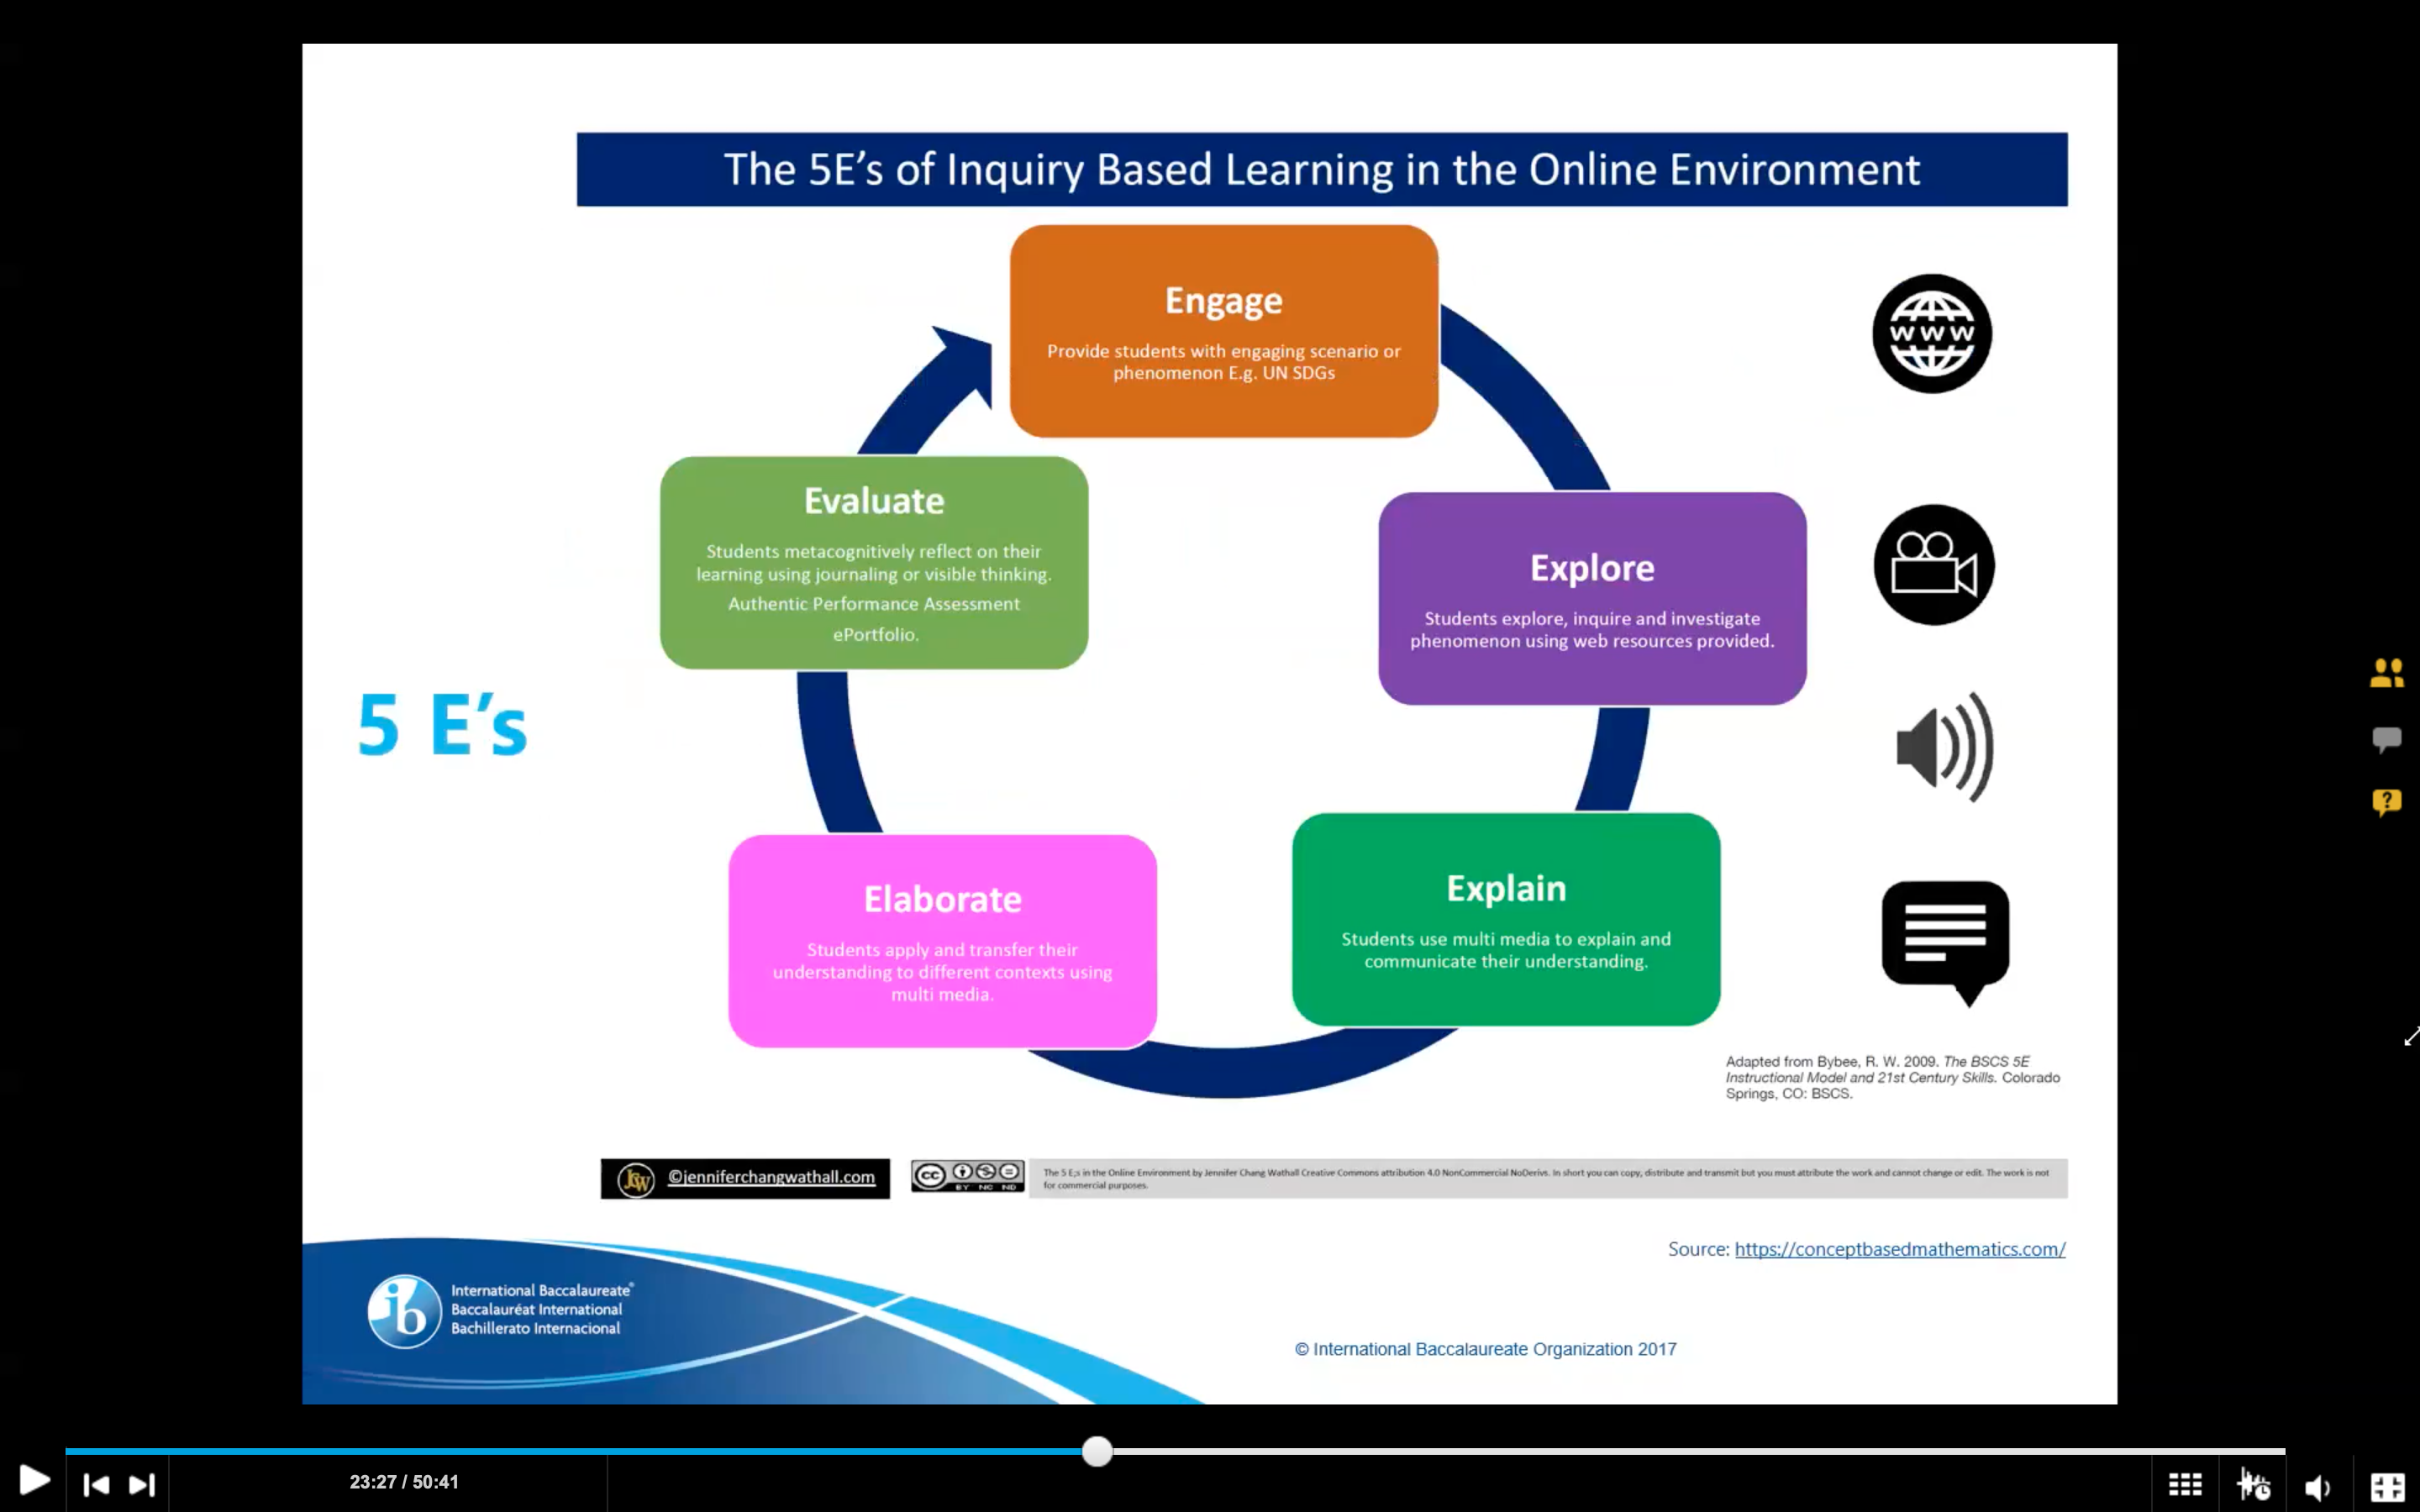 The 5E's of Inquiry Based Learning in the Online Environment
Engage
Provide students with engaging scenario or
phenomenon E.g. UN SDGs
WWW
Evaluate
Students metacognitively reflect on their
learning using journaling or visible thinking.
Authentic Performance Assessment
ePortfolio.
Explore
Students explore, inquire and investigate
phenomenon using web resources provided.
5 E's
Elaborate
Students apply and transfer their
understanding to different contexts using
multi media.
Explain
Students use multi media to explain and
communicate their understanding.
Adapted from Bybee, R. W. 2009. The BSCS 5E
Instructional Model and 21st Century Skills. Colorado
Springs, CO: BSCS.
JCW
©jenniferchangwathall.com
CC
BY NC ND
The 5 E;s in the Online Environment by Jennifer Chang Wathall Creative Commons attribution 4.0 NonCommercial NoDerivs. In short you can copy, distribute and transmit but you must attribute the work and cannot change or edit. The work is not
for commercial purposes.
Source: https://conceptbasedmathematics.com/
ib
International Baccalaureate®
Baccalauréat International
Bachillerato Internacional
© International Baccalaureate Organization 2017
23:27 / 50:41